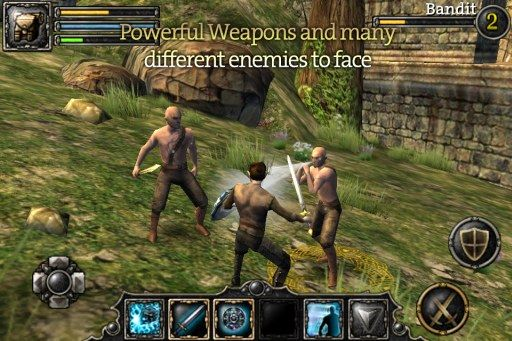 Bandit
2
Powerful Weapons and many
different enemies to face